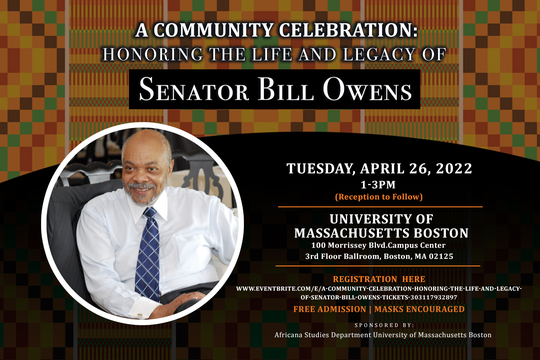 A COMMUNITY CELEBRATION:
HONORING THE LIFE AND LEGACY OF
SENATOR BILL OWENS
TUESDAY, APRIL 26, 2022
1-3PM
(Reception to Follow)
UNIVERSITY OF
MASSACHUSETTS BOSTON
100 Morrissey Blvd.Campus Center
3rd Floor Ballroom, Boston, MA 02125
REGISTRATION HERE
WWW.EVENTBRITE.COM/E/A-COMMUNITY-CELEBRATION-HONORING-THE-LIFE-AND-LEGACY-
OF-SENATOR-BILL-OWENS-TICKETS-303117932897
FREE ADMISSION | MASKS ENCOURAGED
SPONSORED BY:
Africana Studies Department University of Massachusetts Boston